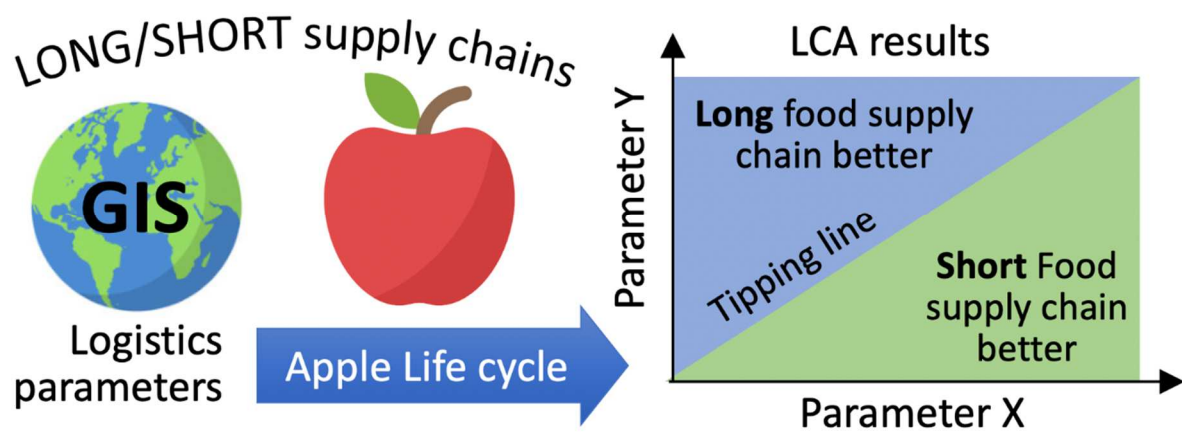 LONG/SHORT supply chains
GIS
Logistics
parameters
Apple Life cycle
LCA results
Parameter Y
Long food supply
chain better
Tipping line
Short Food
supply chain
better
Parameter X